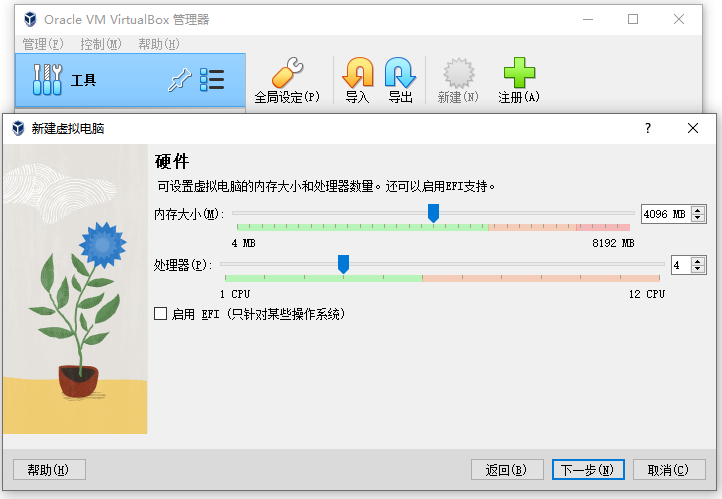 Oracle VM VirtualBox 管理器
管理(F) 控制(M) 帮助(H)
工具
全局设定(P) 导入 导出 新建(N) 注册(A)
新建虚拟电脑
硬件
可设置虚拟电脑的内存大小和处理器数量。还可以启用EFI支持。
内存大小(M): 4096 MB
4 MB 8192 MB
处理器(P): 4
1 CPU 12 CPU
启用 EFI (只针对某些操作系统)
帮助(H) 返回(B) 下一步(N) 取消(C)